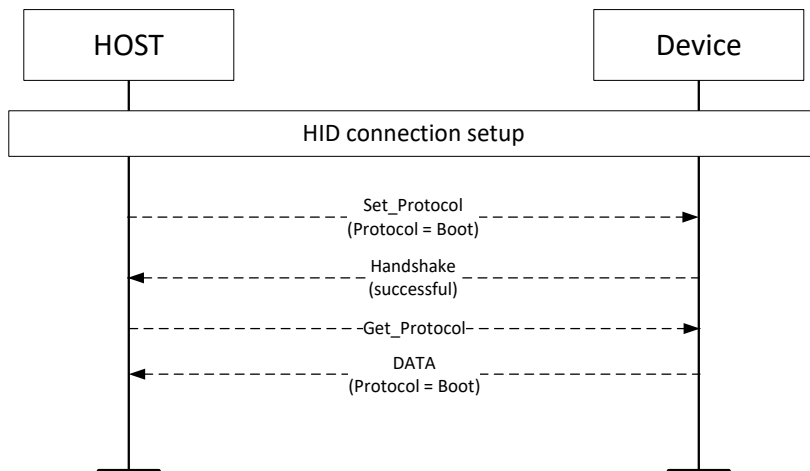 HOST
Device
HID connection setup
Set_Protocol
(Protocol = Boot)
Handshake
(successful)
Get_Protocol
DATA
(Protocol = Boot)